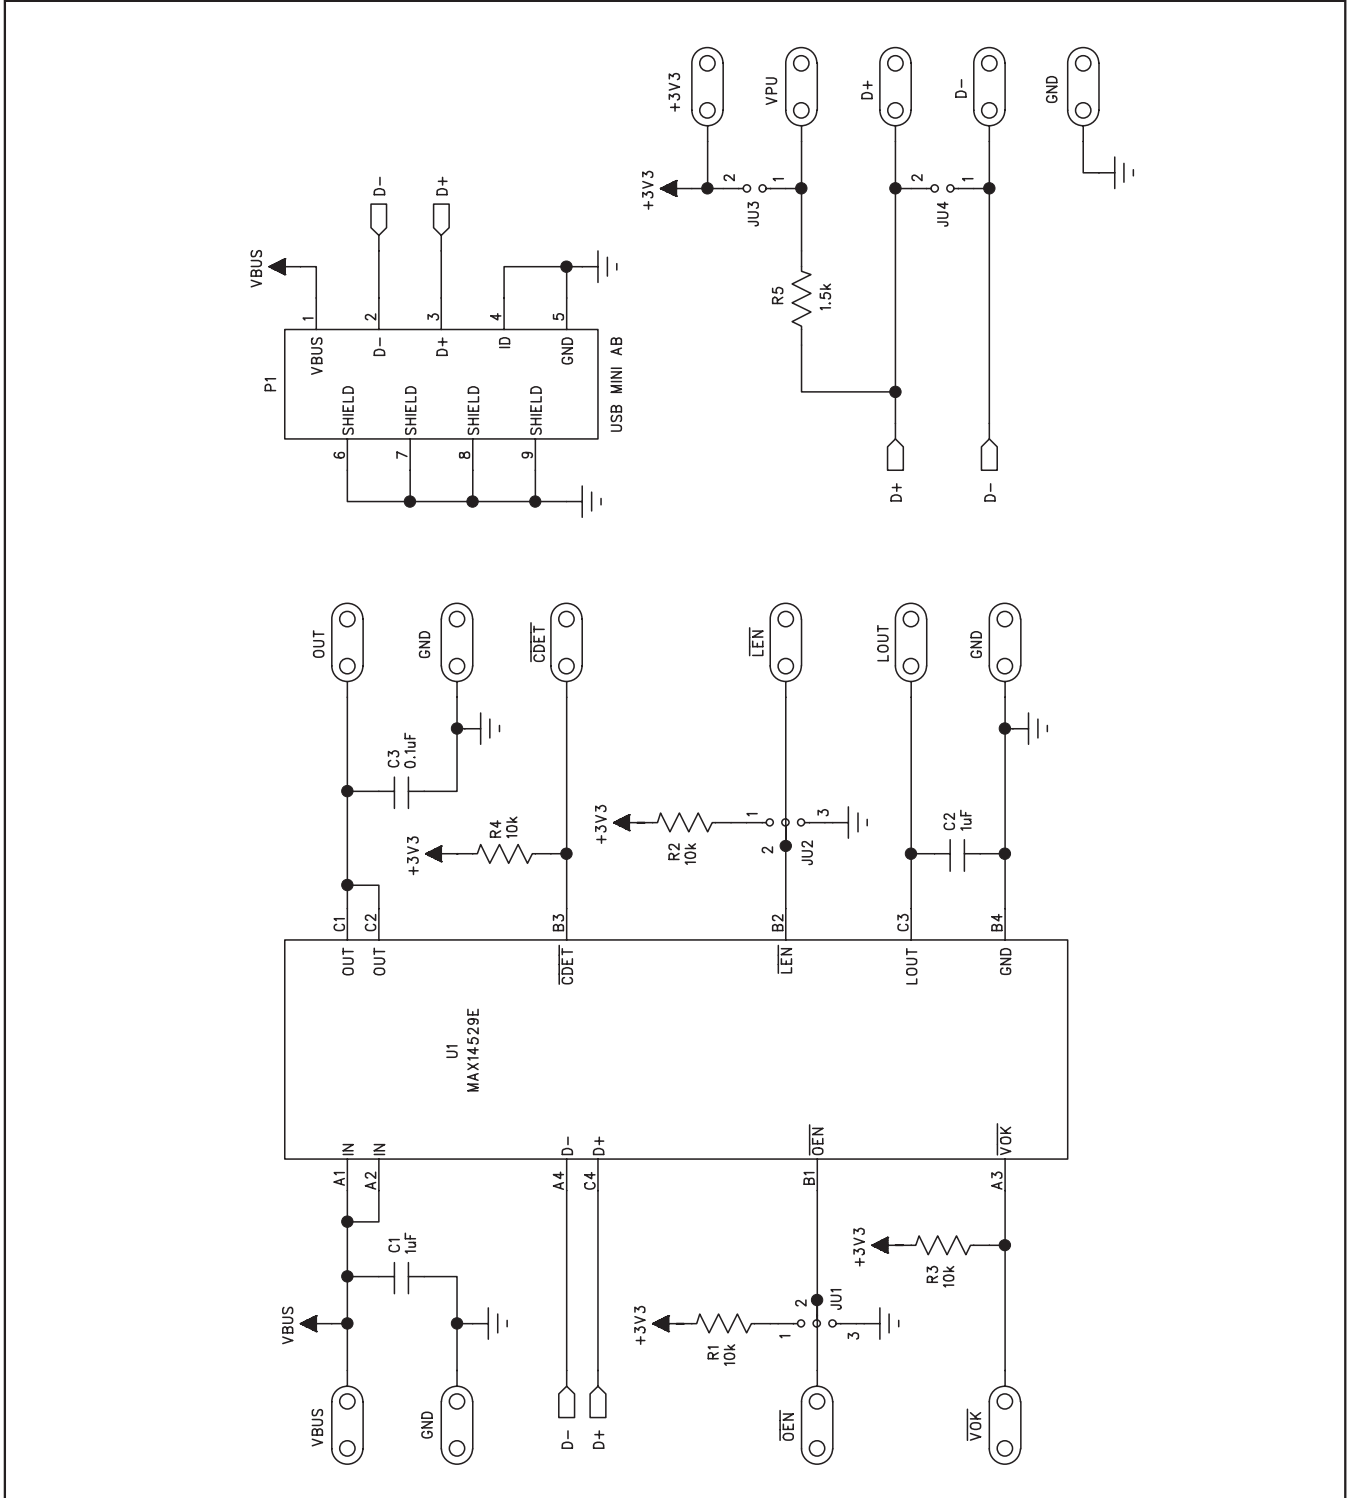 VBUS
GND
D-
D+
OEN
VOK
VBUS
C1
1uF
+3V3
R1
10k
1
2
3
JU1
+3V3
R3
10k
A1
A2
A4
C4
B1
A3
IN
IN
D-
D+
OEN
VOK
U1
MAX14529E
OUT
OUT
CDET
LEN
LOUT
GND
C1
C2
B3
B2
C3
B4
+3V3
R4
10k
C3
0.1uF
+3V3
R2
10k
1
2
3
JU2
C2
1uF
OUT
GND
CDET
LEN
LOUT
GND
P1
6
7
8
9
SHIELD
SHIELD
SHIELD
SHIELD
VBUS
D-
D+
ID
GND
USB MINI AB
1
2
3
4
5
VBUS
D-
D+
D+
D-
R5
1.5k
+3V3
2
1
JU3
2
1
JU4
+3V3
VPU
D+
D-
GND